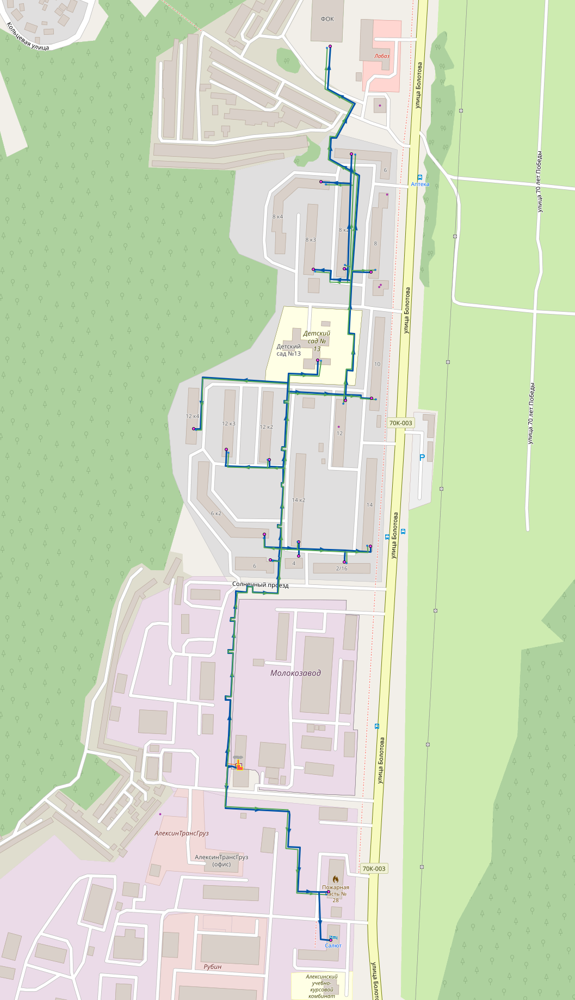 ФОК
Кольцевая улица
Лабаз
улица Болотова
6
Аптека
улица 70 лет Победы
8 к4
8 к2
8 к3
8
улица Болотова
Детский
сад №
13
Детский
сад №13
10
улица 70 лет Победы
12 к4
12 к3
12 к2
12
70К-003
P
14 к2
14
6 к2
улица Болотова
6
4
2/16
Солнечный проезд
Молокозавод
улица Болотова
АлексинТрансГруз
АлексинТрансГруз
(офис)
70К-003
Пожарная
часть №
28
Салют
Рубин
улица Болото
Алексинский
учебно-
курсовой
комбинат